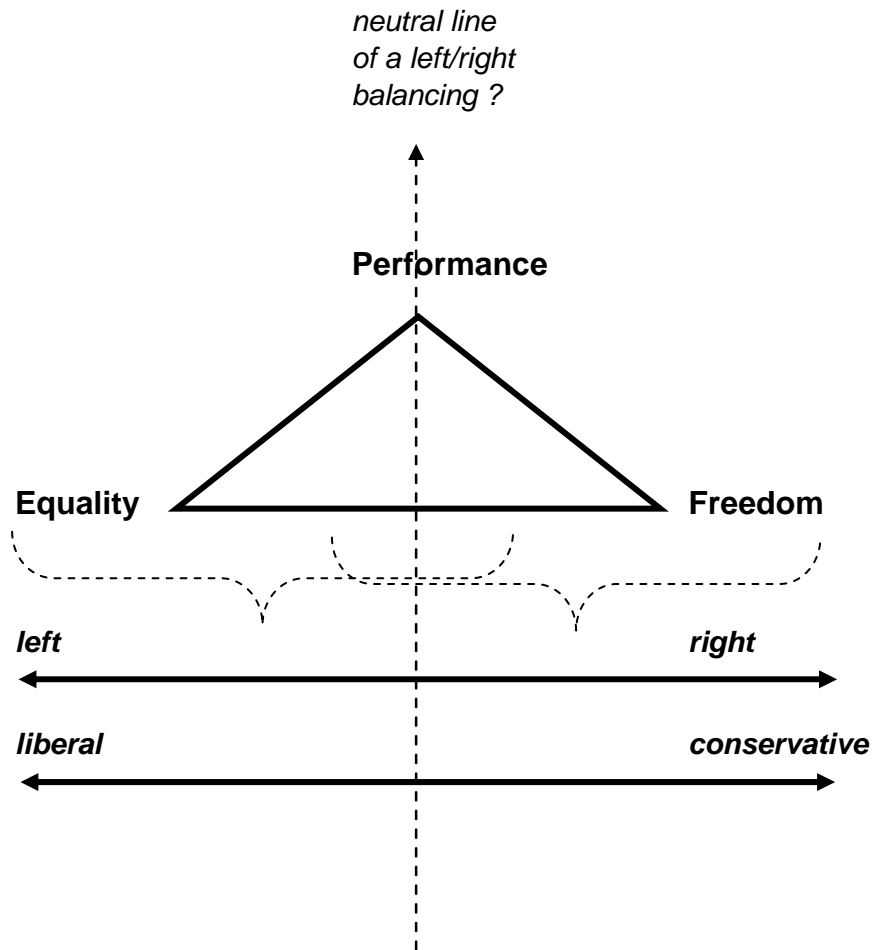 neutral line
of a left/right
balancing ?
Performance
Equality
Freedom
left
right
liberal
conservative